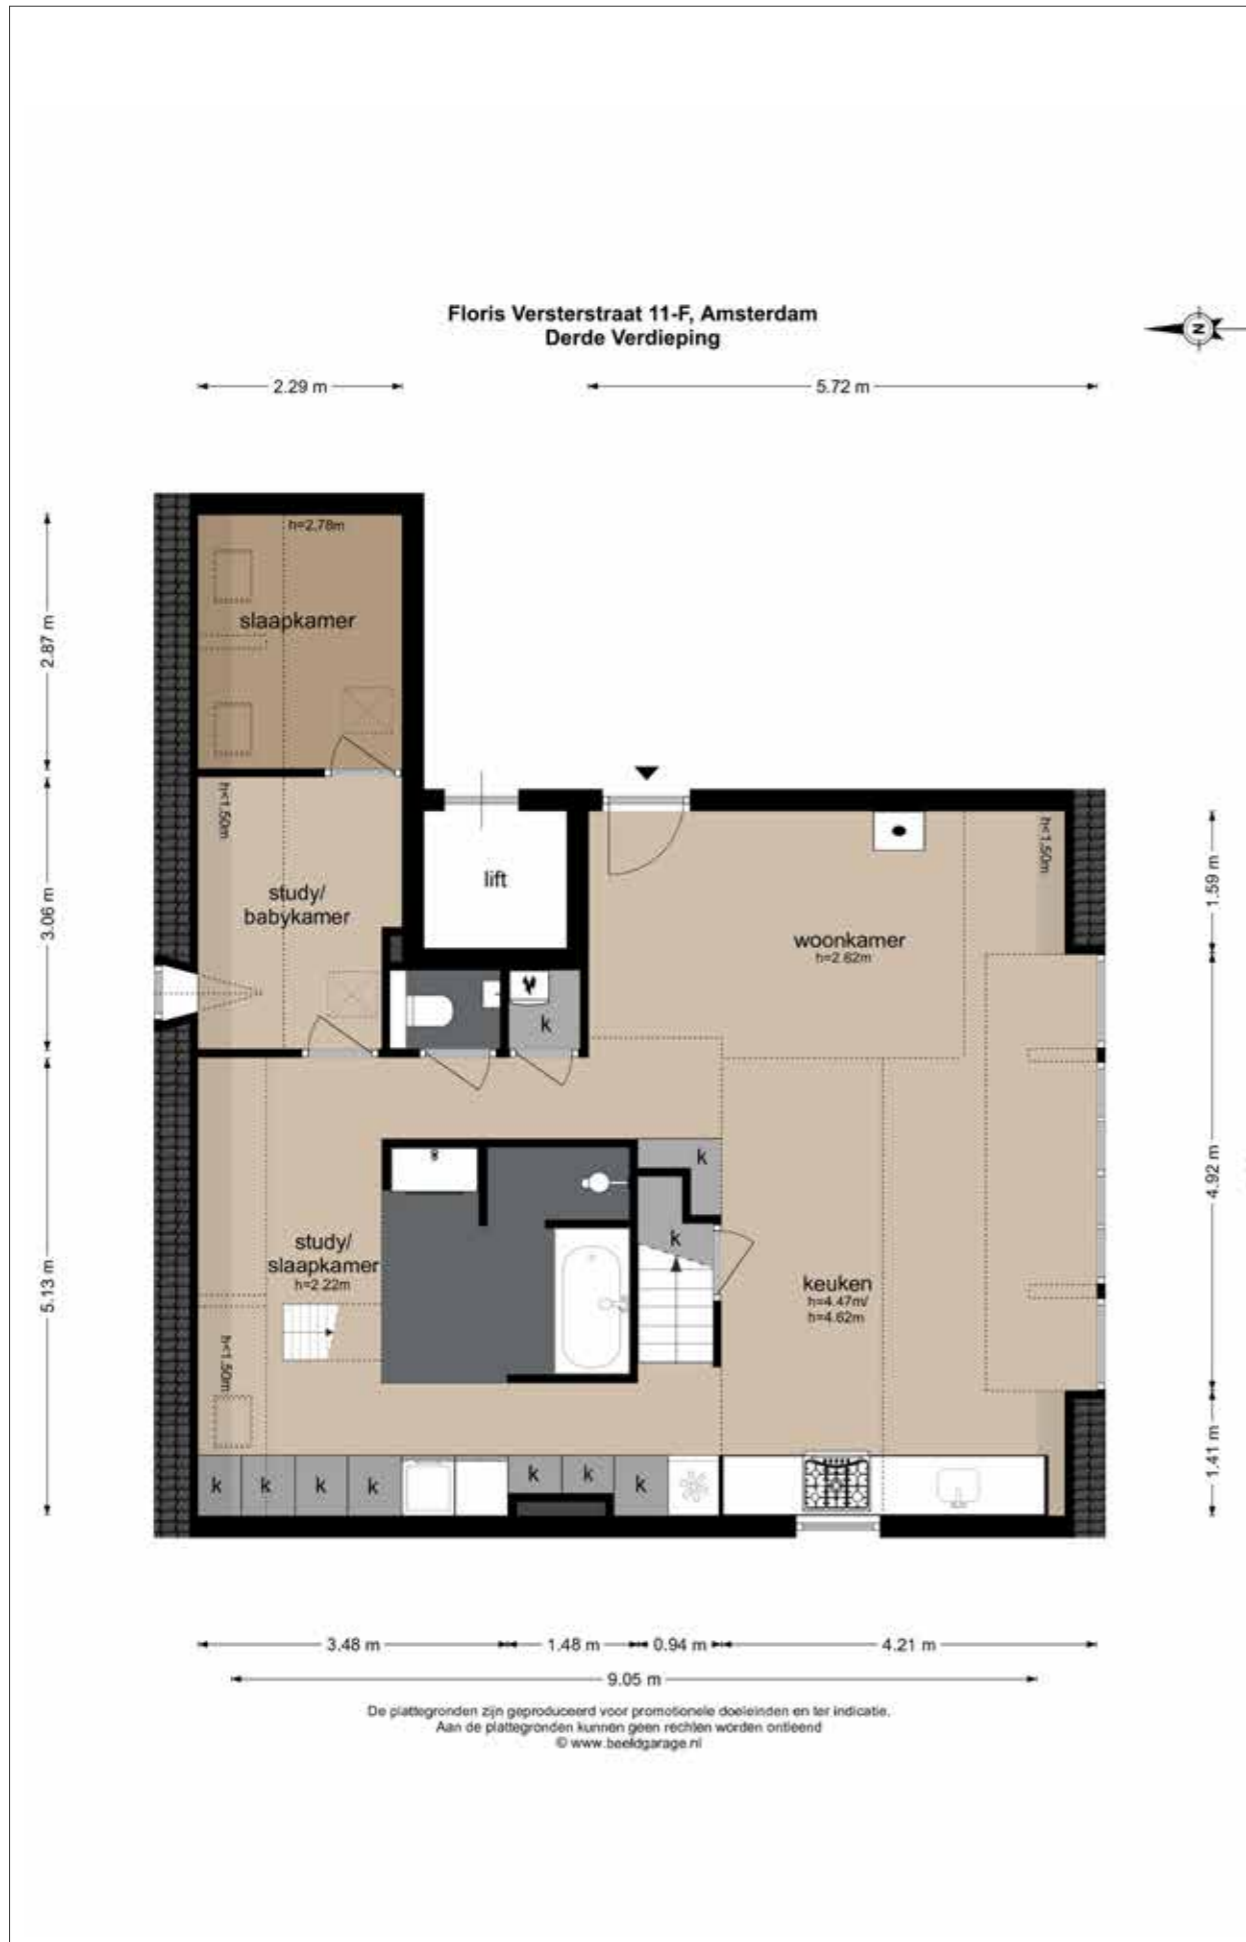 Floris Versterstraat 11-F, Amsterdam
Derde Verdieping
N
2.29 m
5.72 m
h=2.78m
slaapkamer
2.87 m
h<1.50m
study/
babykamer
3.06 m
lift
k
woonkamer
h=2.62m
h<1.50m
1.59 m
4.92 m
k
k
study/
slaapkamer
h=2.22m
keuken
h=4.47m/
h=4.62m
5.13 m
h<1.50m
1.41 m
k
k
k
k
k
k
k
3.48 m
1.48 m
0.94 m
4.21 m
9.05 m
De plattegronden zijn geproduceerd voor promotionele doeleinden en ter indicatie.
Aan de plattegronden kunnen geen rechten worden ontleend
© www.beeldgarage.nl